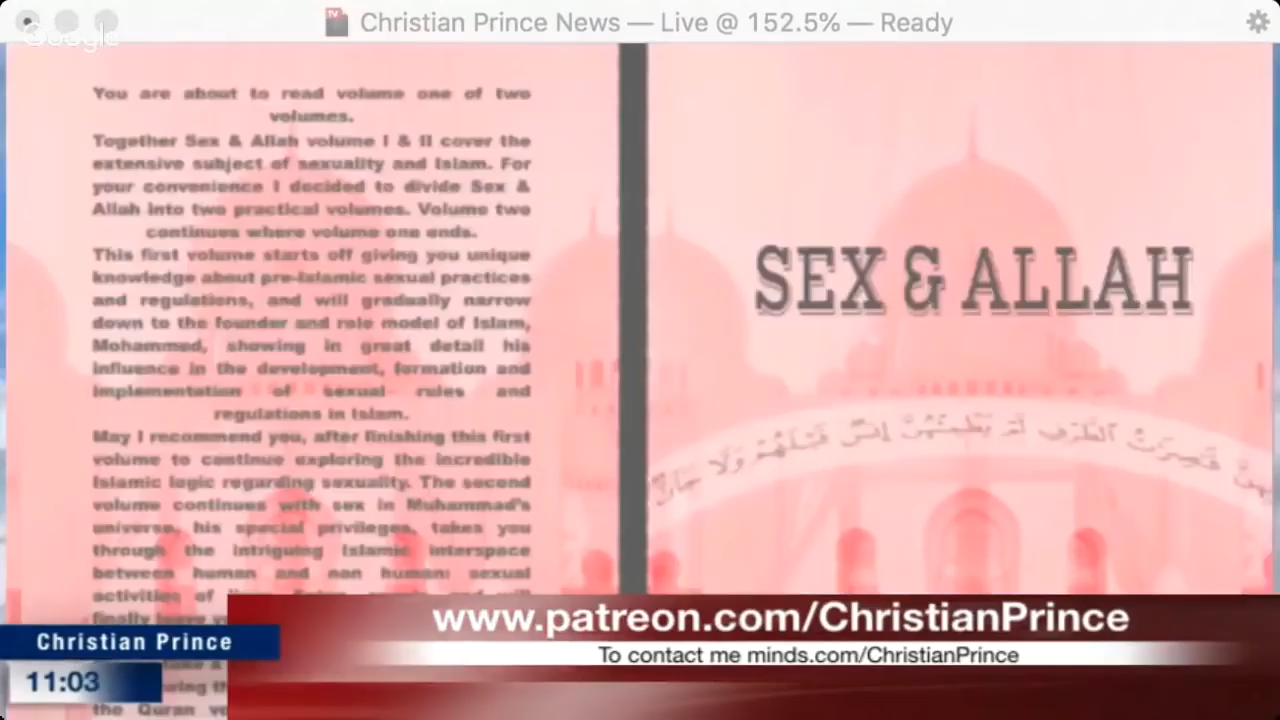 Christian Prince News — Live @ 152.5% — Ready
Google
You are about to read volume one of two
volumes.
Together Sex & Allah volume I & II cover the
extensive subject of sexuality and Islam. For
your convenience I decided to divide Sex &
Allah into two practical volumes. Volume two
continues where volume one ends.
This first volume starts off giving you unique
knowledge about pre-Islamic sexual practices
and regulations, and will gradually narrow
down to the founder and role model of Islam,
Mohammed, showing in great detail his
influence in the development, formation and
implementation of sexual rules and
regulations in Islam.
May I recommend you, after finishing this first
volume to continue exploring the incredible
Islamic logic regarding sexuality. The second
volume continues with sex in Muhammad's
universe, his special privileges, takes you
through the intriguing Islamic interspace
between human and non human: sexual
activities of
finally leave
the Quran
SEX & ALLAH
www.patreon.com/ChristianPrince
To contact me minds.com/ChristianPrince
Christian Prince
11:03